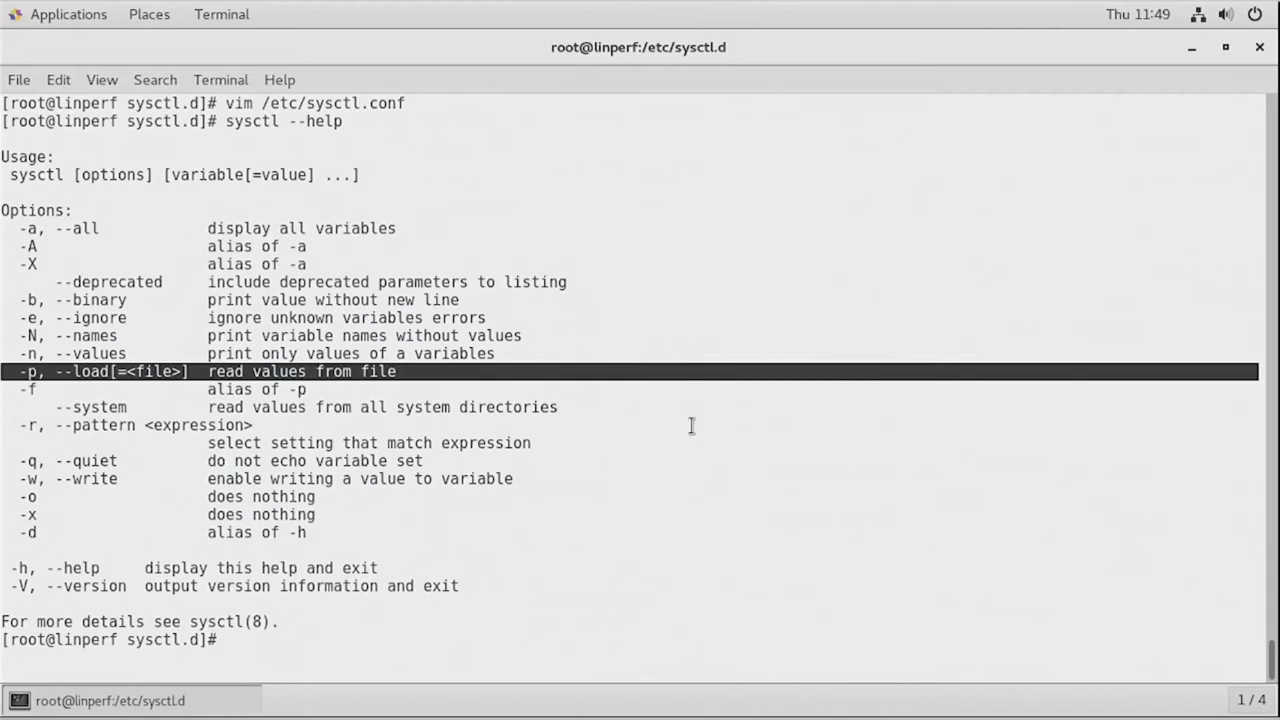 Applications Places Terminal Thu 11:49
root@linperf:/etc/sysctl.d
File Edit View Search Terminal Help
[root@linperf sysctl.d]# vim /etc/sysctl.conf
[root@linperf sysctl.d]# sysctl --help
Usage:
sysctl [options] [variable[=value] ...]
Options:
-a, --all display all variables
-A alias of -a
-X alias of -a
--deprecated include deprecated parameters to listing
-b, --binary print value without new line
-e, --ignore ignore unknown variables errors
-N, --names print variable names without values
-n, --values print only values of a variables
-p, --load[=<file>] read values from file
-f alias of -p
--system read values from all system directories
-r, --pattern <expression>
select setting that match expression
-q, --quiet do not echo variable set
-w, --write enable writing a value to variable
-o does nothing
-x does nothing
-d alias of -h
-h, --help display this help and exit
-V, --version output version information and exit
For more details see sysctl(8).
[root@linperf sysctl.d]#
root@linperf:/etc/sysctl.d 1 / 4